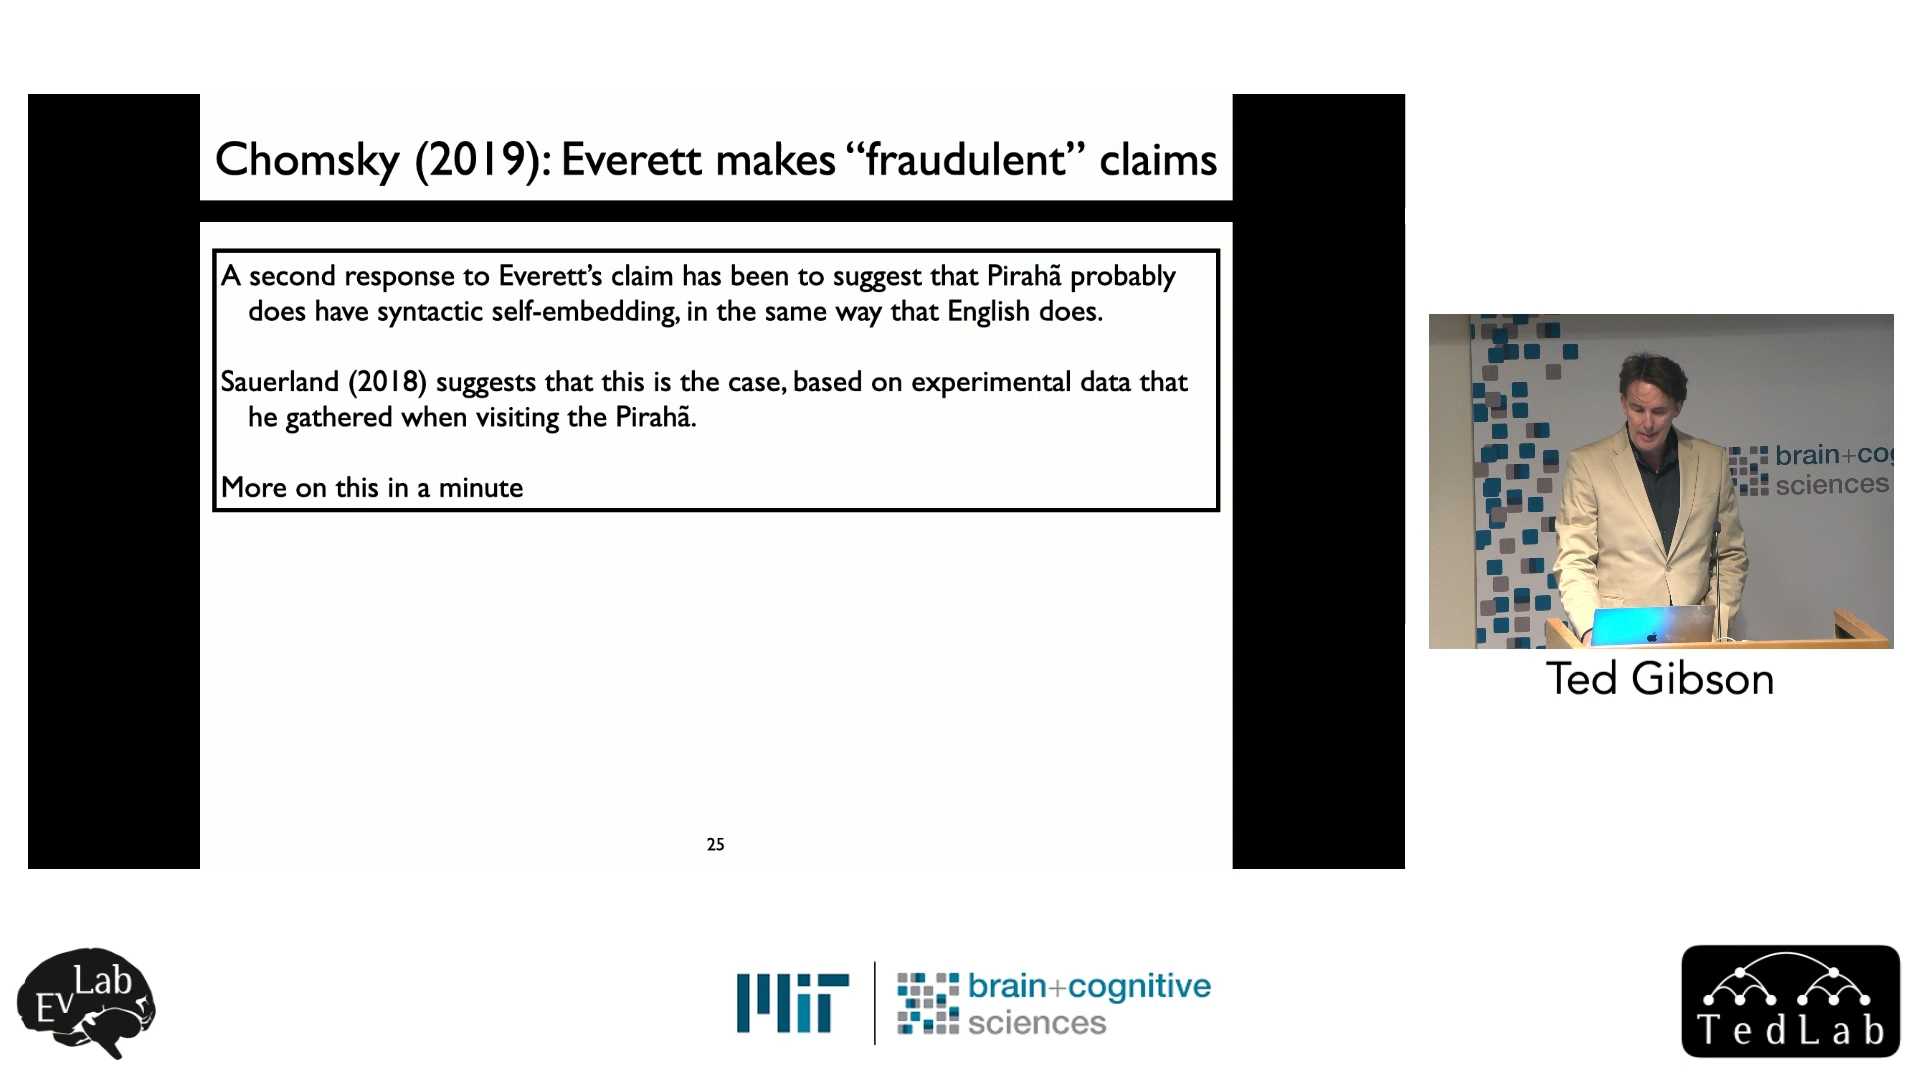 Chomsky (2019): Everett makes “fraudulent” claims
A second response to Everett’s claim has been to suggest that Pirahã probably
does have syntactic self-embedding, in the same way that English does.
Sauerland (2018) suggests that this is the case, based on experimental data that
he gathered when visiting the Pirahã.
More on this in a minute
25
brain+cog
sciences
Ted Gibson
EvLab
MIT
brain+cognitive
sciences
TedLab